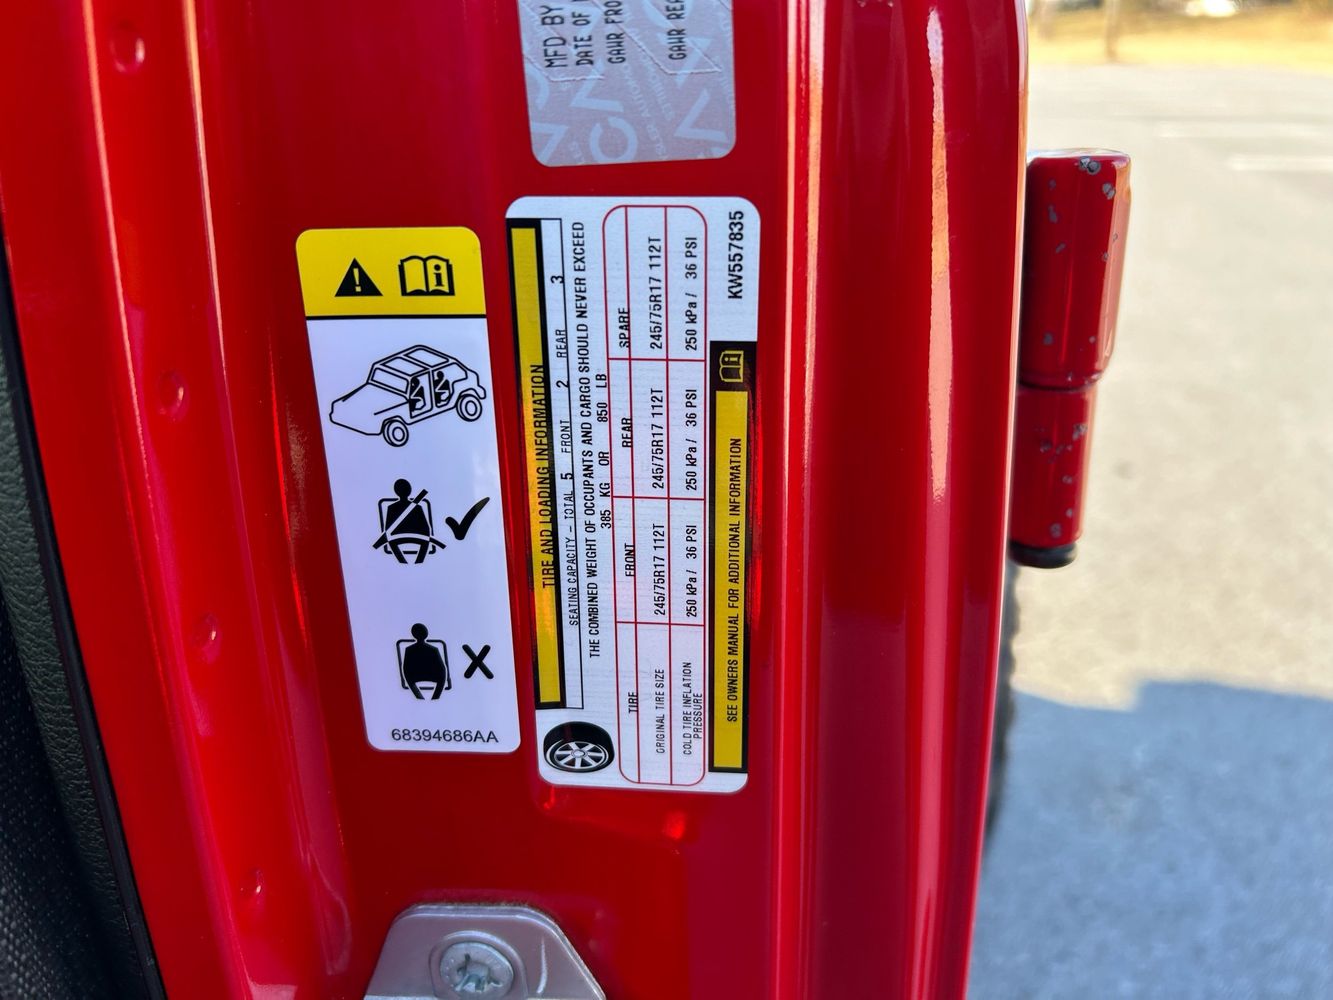 MFD BY
DATE OF
GAWR FRO
GAWR REA
68394686AA
TIRE AND LOADING INFORMATION
SEATING CAPACITY - TOTAL 5 FRONT 2 REAR 3
THE COMBINED WEIGHT OF OCCUPANTS AND CARGO SHOULD NEVER EXCEED
385 KG OR 850 LB
TIRE FRONT REAR SPARE
ORIGINAL TIRE SIZE 245/75R17 112T 245/75R17 112T 245/75R17 112T
COLD TIRE INFLATION PRESSURE 250 kPa / 36 PSI 250 kPa / 36 PSI 250 kPa / 36 PSI
SEE OWNERS MANUAL FOR ADDITIONAL INFORMATION
KW557835